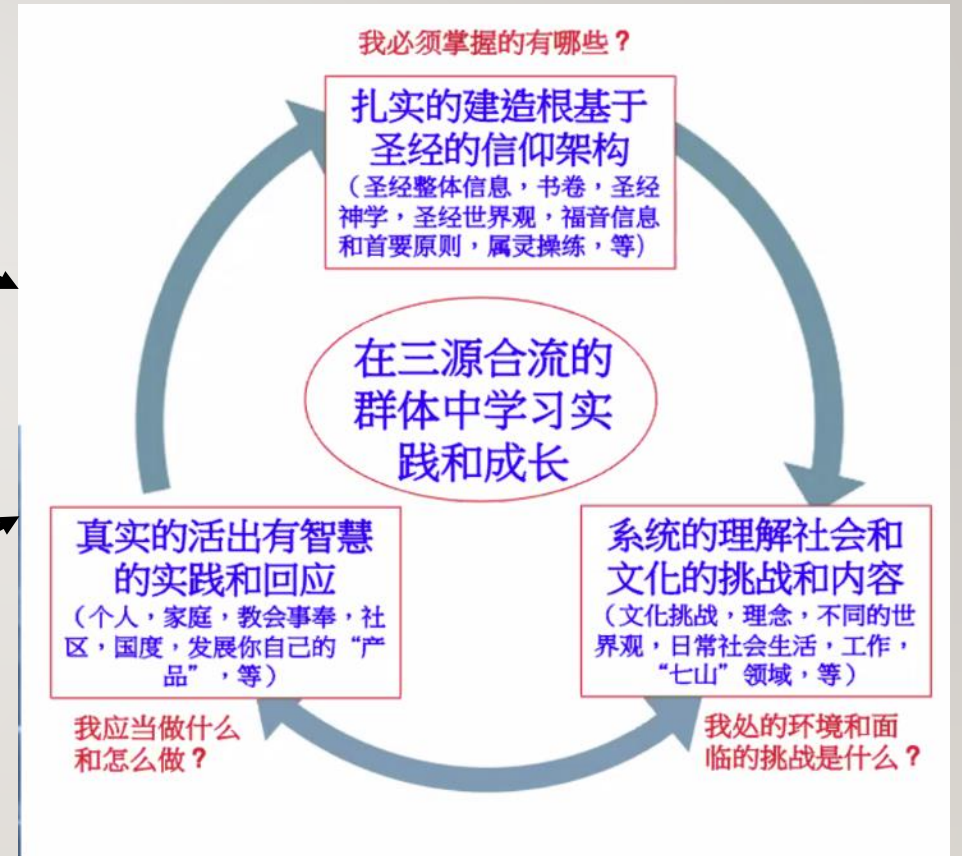 我必须掌握的有哪些？
扎实的建造根基于
圣经的信仰架构
（圣经整体信息，书卷，圣经
神学，圣经世界观，福音信息
和首要原则，属灵操练，等）
在三源合流的
群体中学习实
践和成长
真实的活出有智慧
的实践和回应
（个人，家庭，教会事奉，社
区，国度，发展你自己的“产
品”，等）
我应当做什么
和怎么做？
系统的理解社会和
文化的挑战和内容
（文化挑战，理念，不同的世
界观，日常社会生活，工作，
“七山”领域，等）
我处的环境和面
临的挑战是什么？